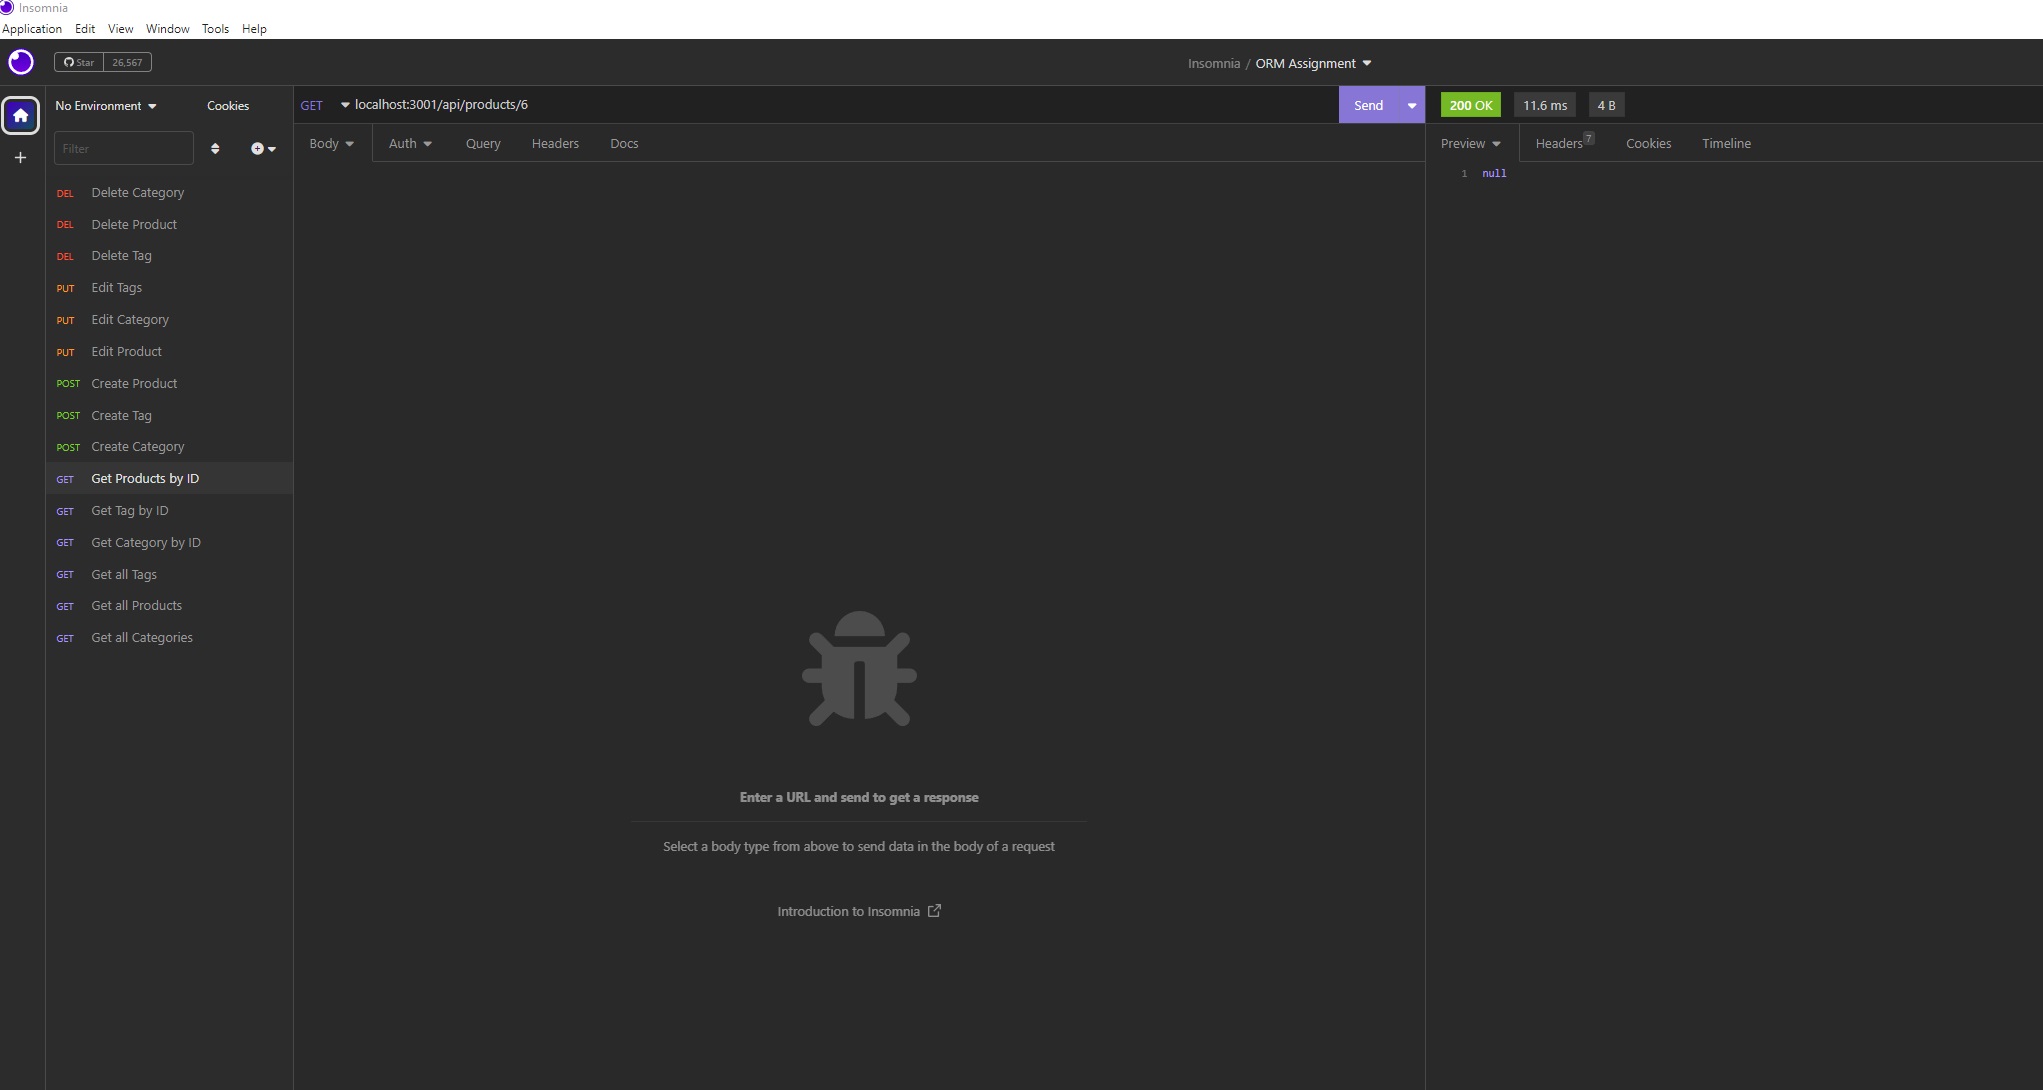 Insomnia
Application Edit View Window Tools Help
Star 26,567
Insomnia / ORM Assignment
No Environment Cookies
Filter
DEL Delete Category
DEL Delete Product
DEL Delete Tag
PUT Edit Tags
PUT Edit Category
PUT Edit Product
POST Create Product
POST Create Tag
POST Create Category
GET Get Products by ID
GET Get Tag by ID
GET Get Category by ID
GET Get all Tags
GET Get all Products
GET Get all Categories
GET localhost:3001/api/products/6 Send
Body Auth Query Headers Docs
Enter a URL and send to get a response
Select a body type from above to send data in the body of a request
Introduction to Insomnia
200 OK 11.6 ms 4 B
Preview Headers 7 Cookies Timeline
1 null